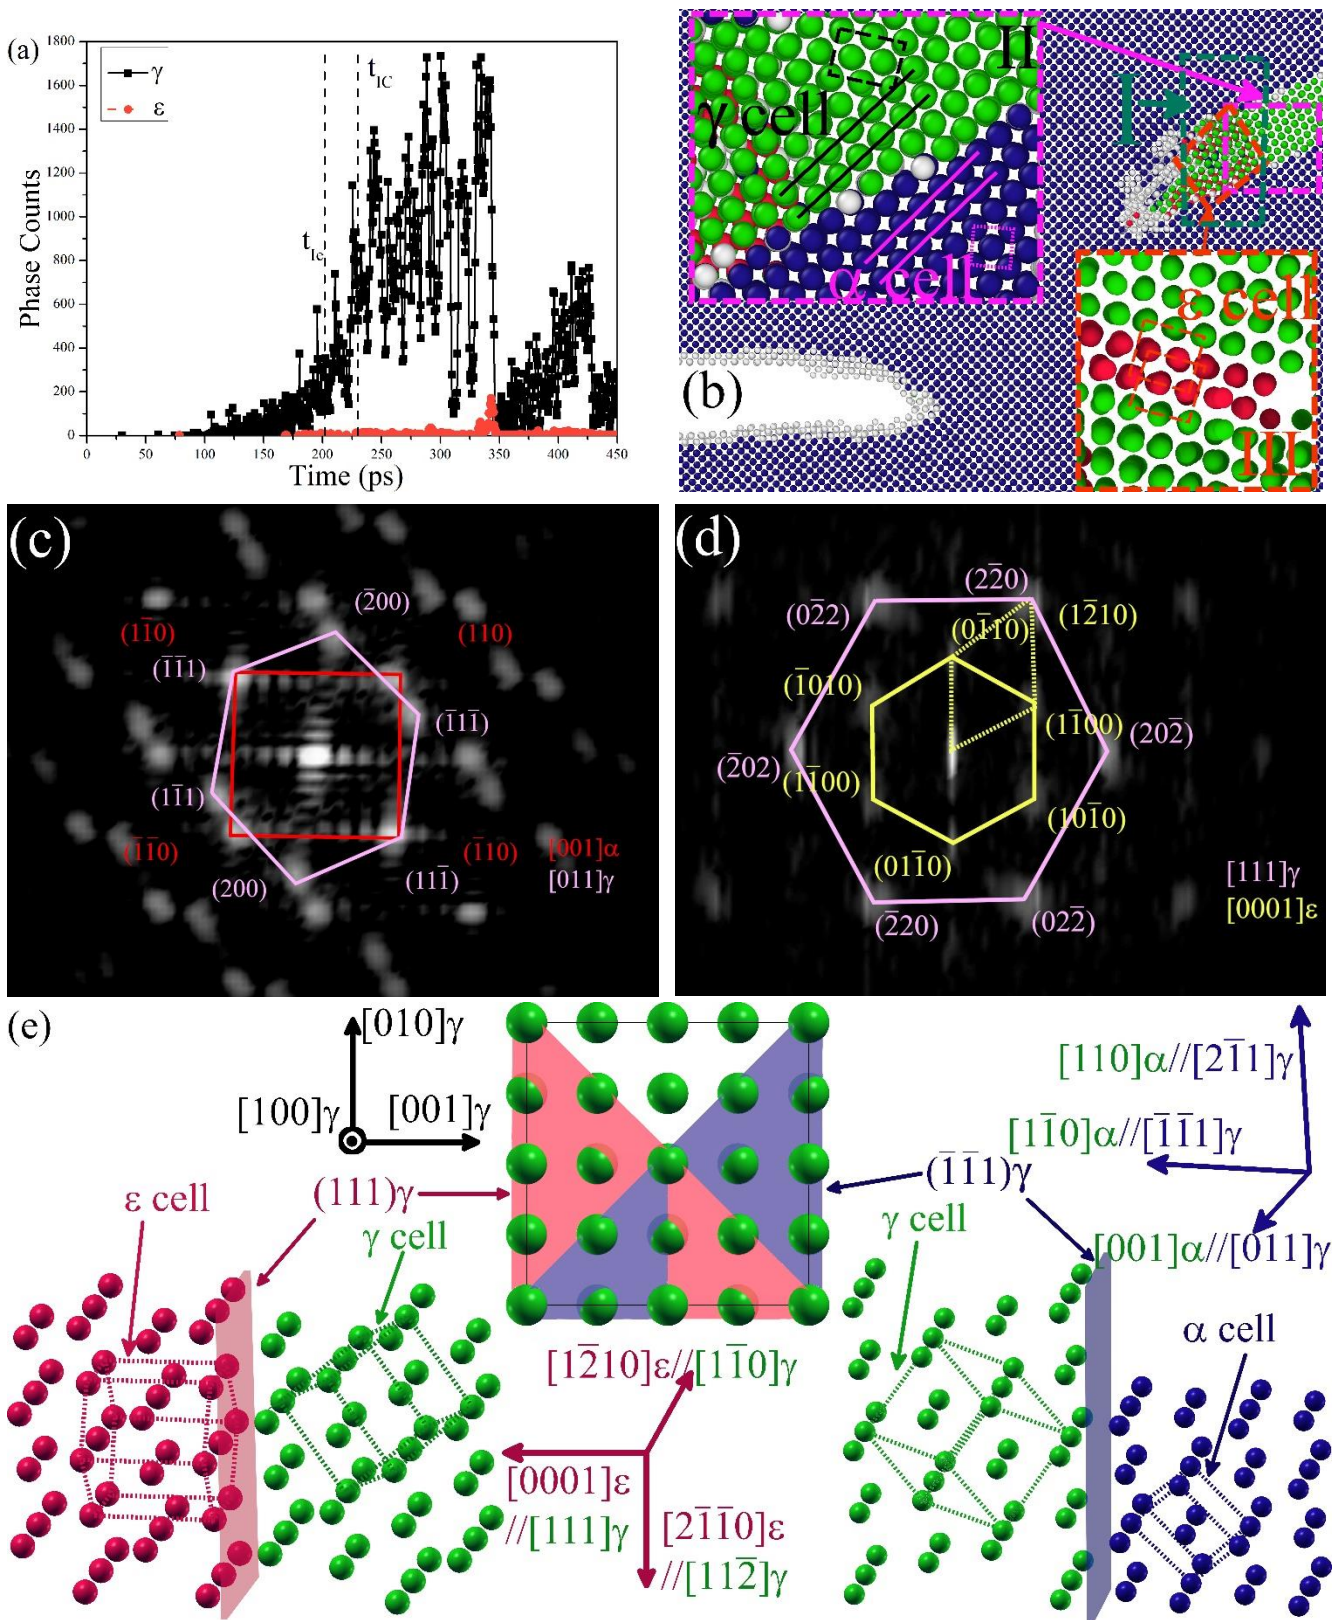 (a)
1800
1600
1400
1200
1000
800
600
400
200
0
Phase Counts
γ
ε
t_Ic
t_IC
0 50 100 150 200 250 300 350 400 450
Time (ps)
(b)
I
II
γ cell
α cell
ε cell
III
(c)
(2̄00)
(11̄0)
(110)
(1̄1̄1)
(1̄11̄)
(11̄1)
(1̄1̄0)
(1̄10)
[001]α
(200)
(111̄)
[011]γ
(d)
(22̄0)
(02̄2)
(12̄10)
(01̄10)
(1̄010)
(11̄00)
(202̄)
(2̄02)
(11̄00)
(101̄0)
(011̄0)
[111]γ
[0001]ε
(2̄20)
(022̄)
(e)
[010]γ
[100]γ
[001]γ
[110]α//[21̄1]γ
[11̄0]α//[1̄1̄1]γ
[001]α//[011]γ
ε cell
(111)γ
γ cell
(1̄1̄1)γ
γ cell
α cell
[12̄10]ε//[11̄0]γ
[0001]ε
//[111]γ
[21̄1̄0]ε
//[112̄]γ